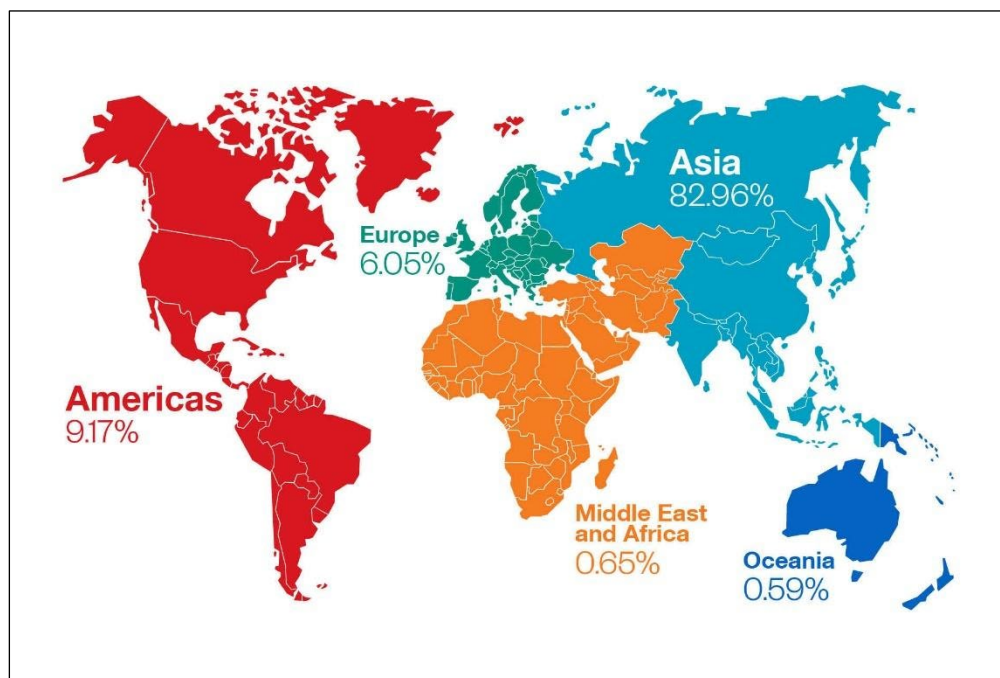 Asia
82.96%
Europe
6.05%
Americas
9.17%
Middle East
and Africa
0.65%
Oceania
0.59%